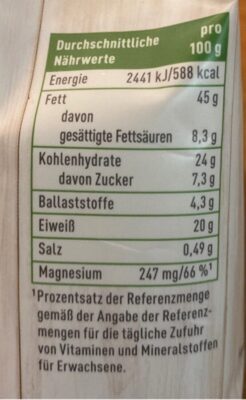 Durchschnittliche Nährwerte pro 100 g
Energie 2441 kJ/588 kcal
Fett 45 g
davon
gesättigte Fettsäuren 8,3 g
Kohlenhydrate 24 g
davon Zucker 7,3 g
Ballaststoffe 4,3 g
Eiweiß 20 g
Salz 0,49 g
Magnesium 247 mg/66 %¹
¹Prozentsatz der Referenzmenge
gemäß der Angabe der Referenz-
mengen für die tägliche Zufuhr
von Vitaminen und Mineralstoffen
für Erwachsene.